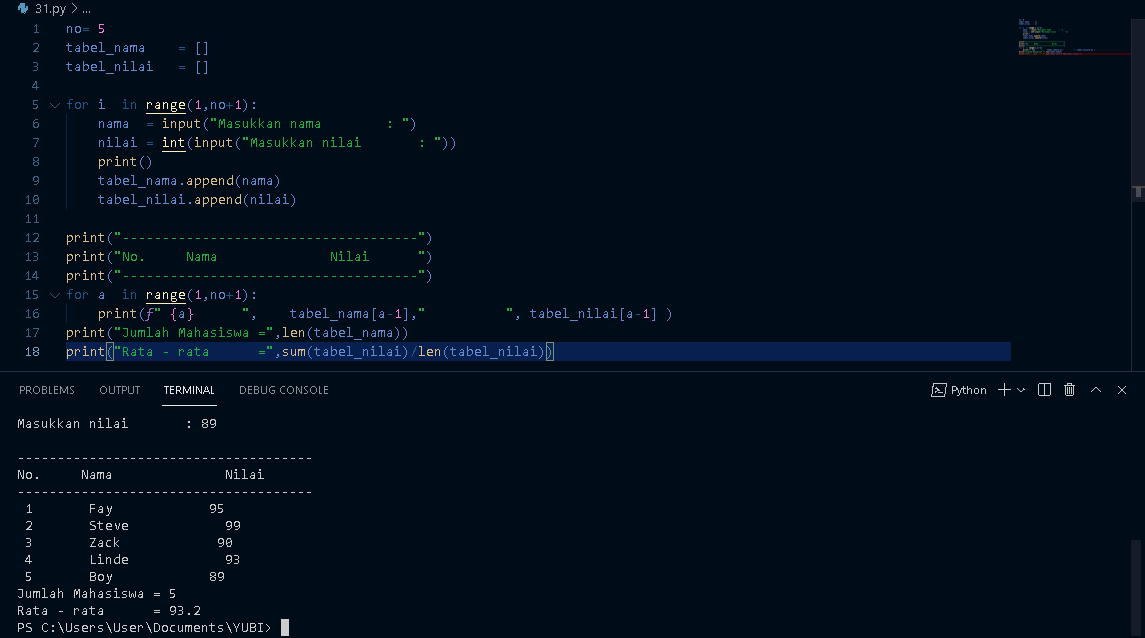 31.py > ...
1 no= 5
2 tabel_nama    = []
3 tabel_nilai   = []
4
5 for i  in range(1,no+1):
6     nama  = input("Masukkan nama        : ")
7     nilai = int(input("Masukkan nilai       : "))
8     print()
9     tabel_nama.append(nama)
10     tabel_nilai.append(nilai)
11
12 print("-------------------------------------")
13 print("No.     Nama              Nilai      ")
14 print("-------------------------------------")
15 for a  in range(1,no+1):
16     print(f" {a}      ",    tabel_nama[a-1],"          ", tabel_nilai[a-1] )
17 print("Jumlah Mahasiswa =",len(tabel_nama))
18 print("Rata - rata      =",sum(tabel_nilai)/len(tabel_nilai))
PROBLEMS OUTPUT TERMINAL DEBUG CONSOLE Python
Masukkan nilai       : 89
-------------------------------------
No.     Nama              Nilai
-------------------------------------
 1       Fay          95
 2       Steve            99
 3       Zack            90
 4       Linde            93
 5       Boy            89
Jumlah Mahasiswa = 5
Rata - rata      = 93.2
PS C:\Users\User\Documents\YUBI>